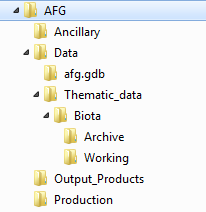 AFG
Ancillary
Data
afg.gdb
Thematic_data
Biota
Archive
Working
Output_Products
Production